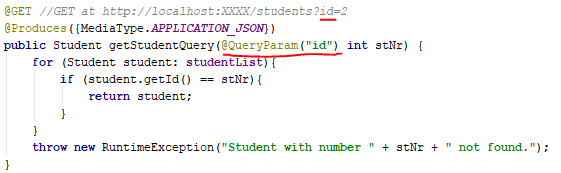 @GET //GET at http://localhost:XXXX/students?id=2
@Produces({MediaType.APPLICATION_JSON})
public Student getStudentQuery(@QueryParam("id") int stNr) {
for (Student student: studentList){
if (student.getId() == stNr){
return student;
}
}
throw new RuntimeException("Student with number " + stNr + " not found.");
}